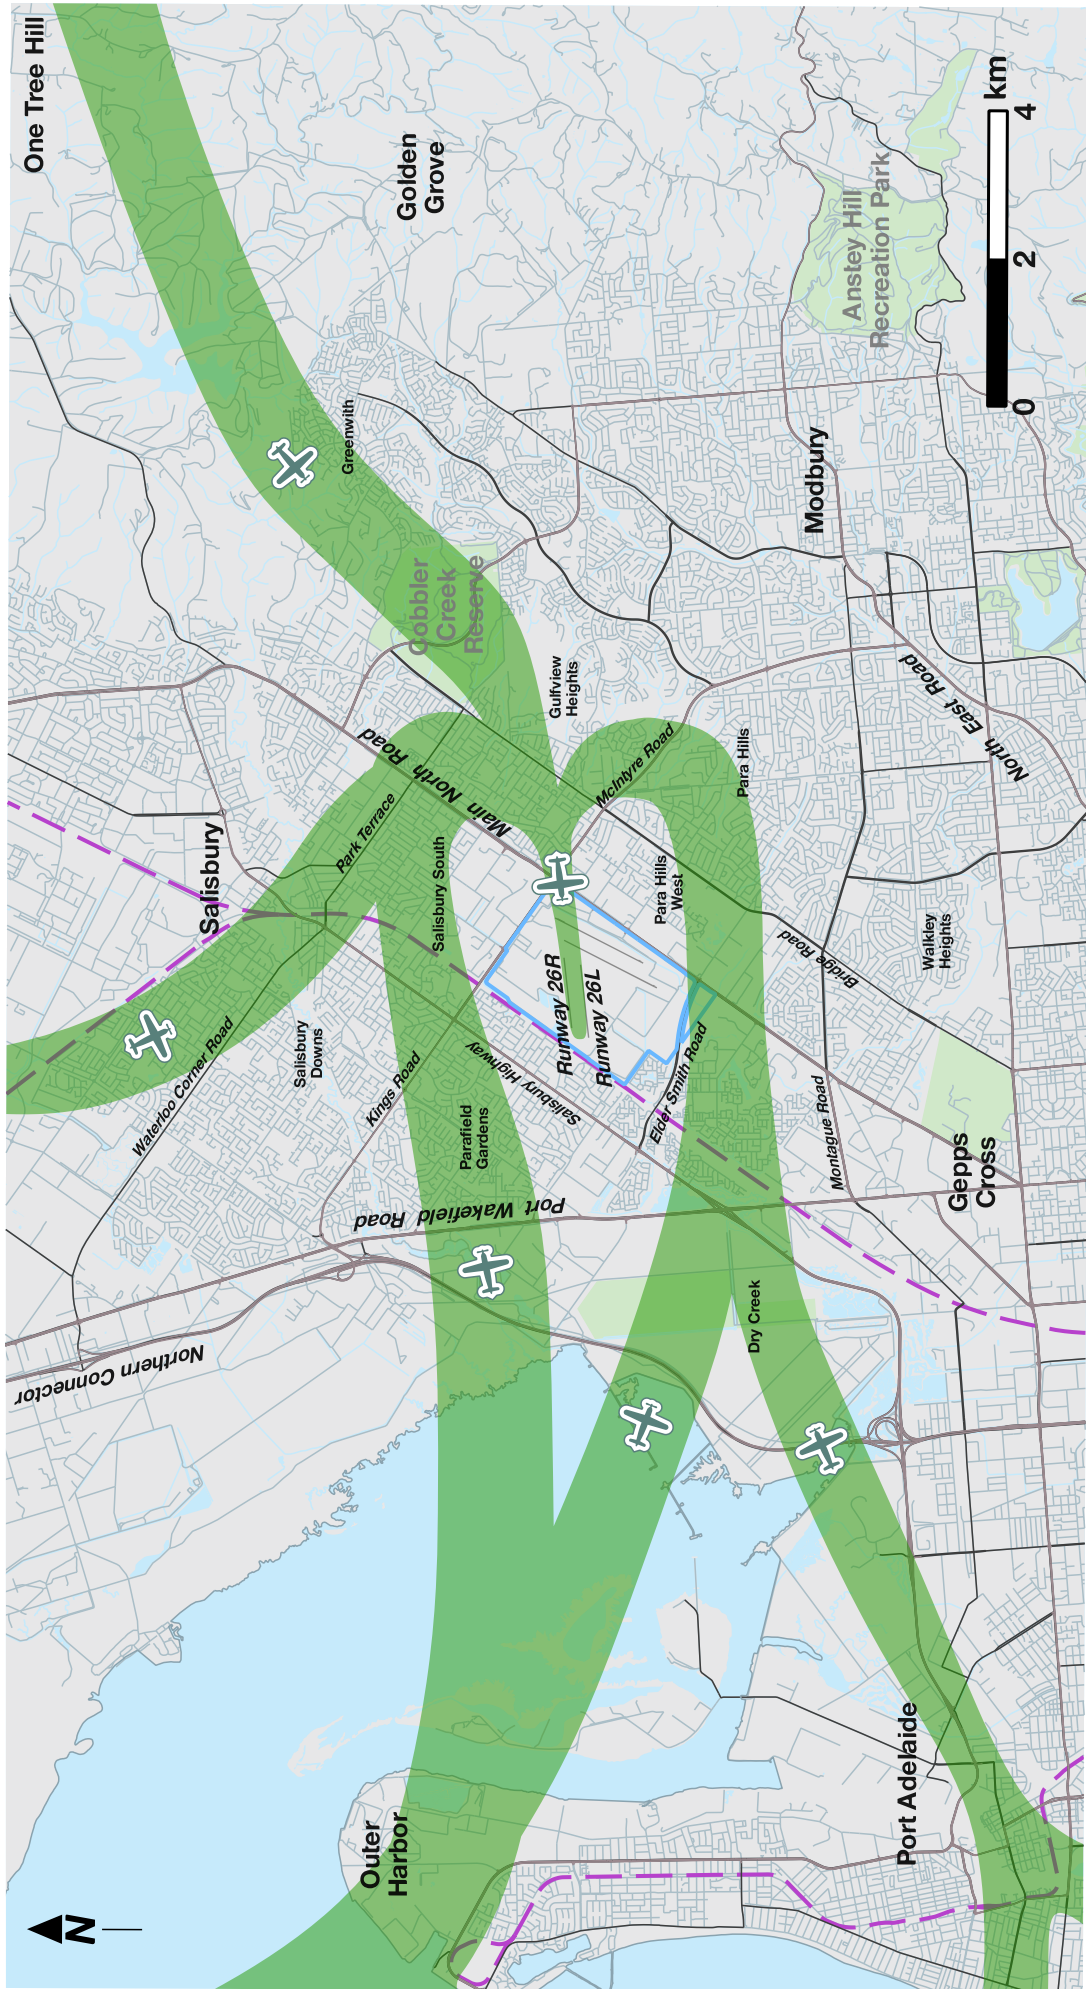 N
One Tree Hill
Northern Connector
Waterloo Corner Road
Salisbury
Salisbury
Downs
Greenwith
Outer
Harbor
Port Wakefield Road
Kings Road
Park Terrace
Main North Road
Golden
Grove
Cobbler
Creek
Reserve
Parafield
Gardens
Salisbury South
Salisbury Highway
Runway 26R
Runway 26L
Gulfview
Heights
McIntyre Road
Elder Smith Road
Para Hills
West
Para Hills
Dry Creek
Modbury
Montague Road
Bridge Road
Anstey Hill
Recreation Park
Port Adelaide
Walkley
Heights
North East Road
Gepps
Cross
km
0
2
4